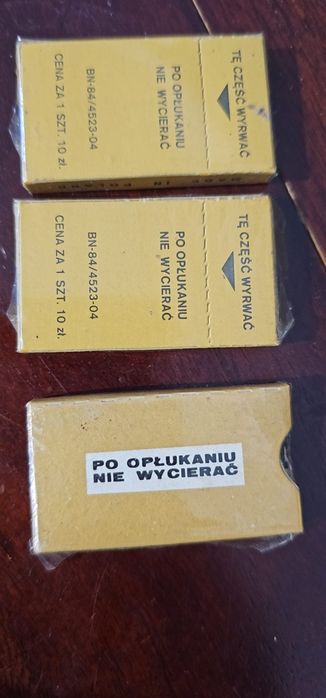 TĘ CZĘŚĆ WYRWAĆ
PO OPŁUKANIU
NIE WYCIERAĆ
BN-84/4523-04
CENA ZA 1 SZT. 10 zł.
TĘ CZĘŚĆ WYRWAĆ
PO OPŁUKANIU
NIE WYCIERAĆ
BN-84/4523-04
CENA ZA 1 SZT. 10 zł.
PO OPŁUKANIU
NIE WYCIERAĆ